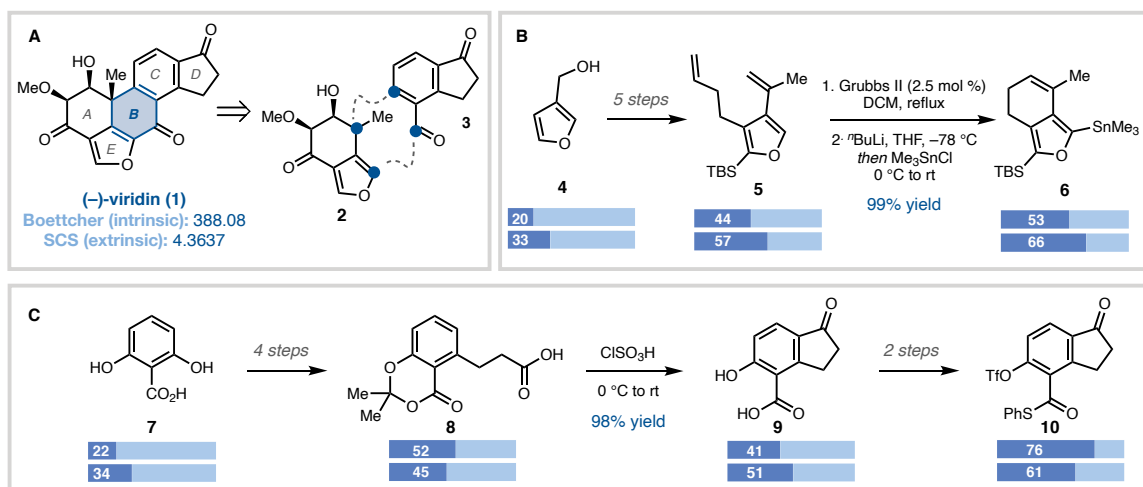 A
HO
Me
MeO
O
O
O
O
A
B
C
D
E
(–)-viridin (1)
Boettcher (intrinsic): 388.08
SCS (extrinsic): 4.3637
HO
MeO
Me
O
O
2
O
O
3
B
OH
O
4
20
33
5 steps
Me
TBS
O
5
44
57
1. Grubbs II (2.5 mol %)
DCM, reflux
2. ⁿBuLi, THF, –78 °C
then Me₃SnCl
0 °C to rt
99% yield
Me
SnMe₃
O
TBS
6
53
66
C
OH
OH
CO₂H
7
22
34
4 steps
OH
O
O
Me
Me
O
O
8
52
45
ClSO₃H
0 °C to rt
98% yield
O
HO
HO
O
9
41
51
2 steps
O
TfO
PhS
O
10
76
61